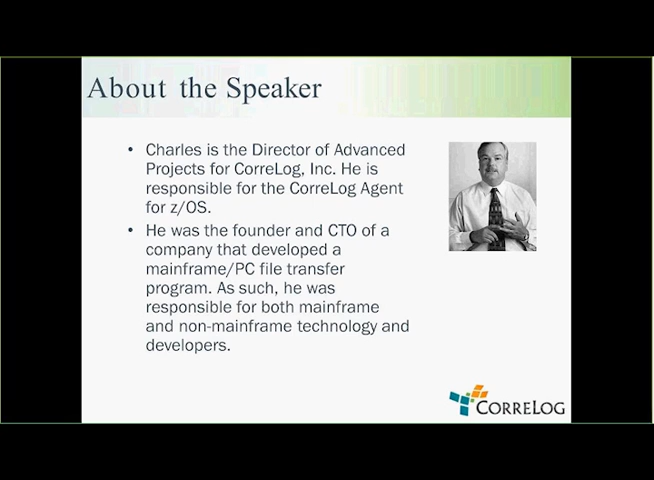 About the Speaker
• Charles is the Director of Advanced
Projects for CorreLog, Inc. He is
responsible for the CorreLog Agent
for z/OS.
• He was the founder and CTO of a
company that developed a
mainframe/PC file transfer
program. As such, he was
responsible for both mainframe
and non-mainframe technology and
developers.
CORRELOG